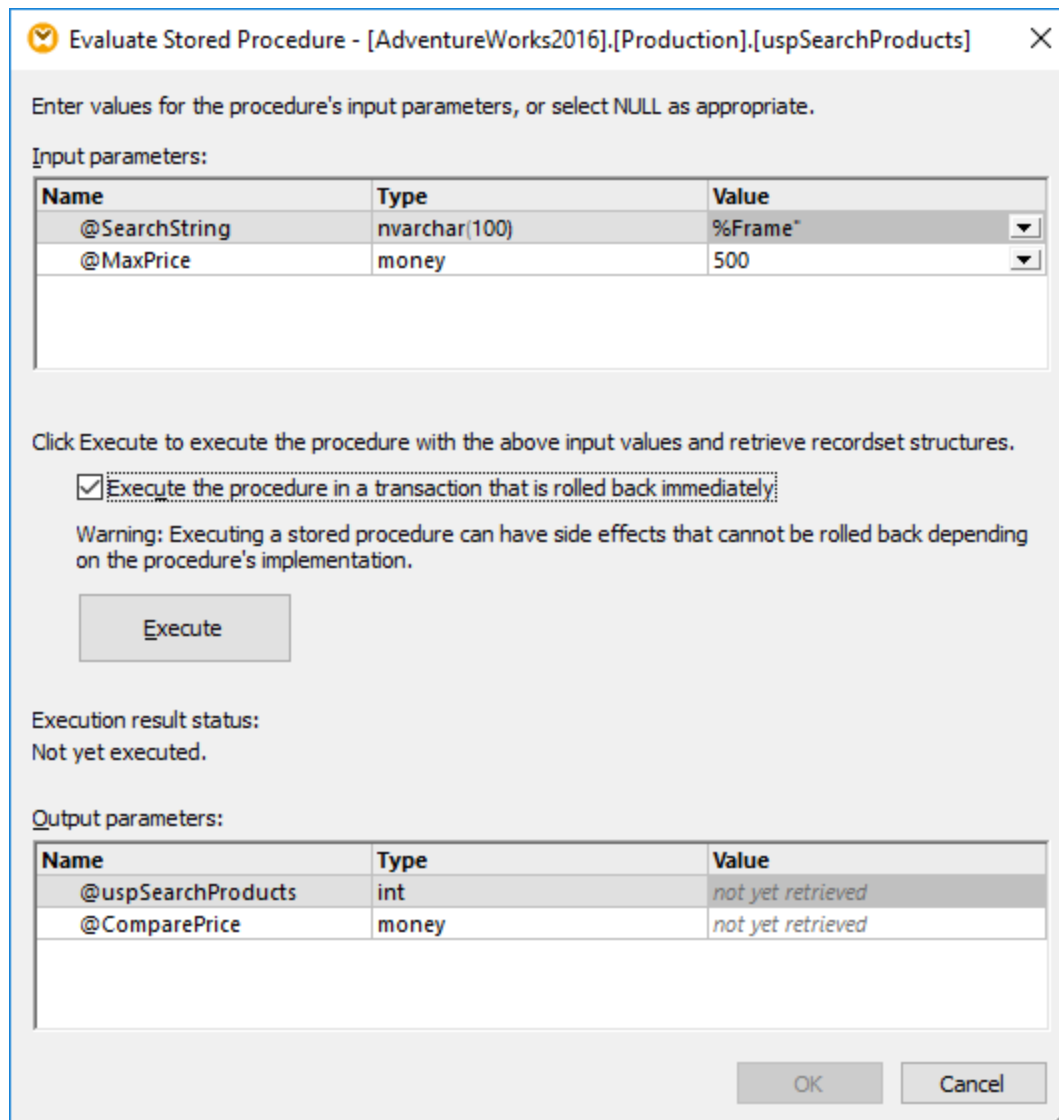 Evaluate Stored Procedure - [AdventureWorks2016].[Production].[uspSearchProducts]
Enter values for the procedure's input parameters, or select NULL as appropriate.
Input parameters:
Name Type Value
@SearchString nvarchar(100) %Frame"
@MaxPrice money 500
Click Execute to execute the procedure with the above input values and retrieve recordset structures.
Execute the procedure in a transaction that is rolled back immediately
Warning: Executing a stored procedure can have side effects that cannot be rolled back depending
on the procedure's implementation.
Execute
Execution result status:
Not yet executed.
Output parameters:
Name Type Value
@uspSearchProducts int not yet retrieved
@ComparePrice money not yet retrieved
OK Cancel